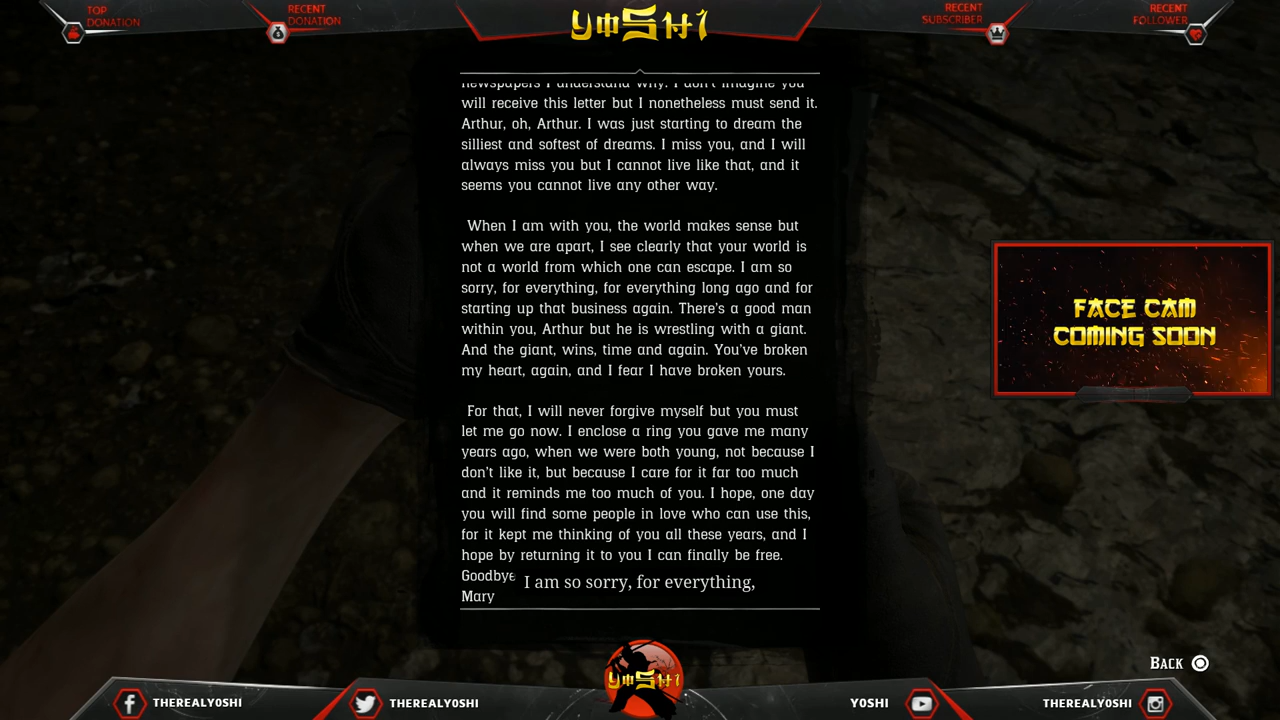 TOP
DONATION
RECENT
DONATION
YOSHI
RECENT
SUBSCRIBER
RECENT
FOLLOWER
newspapers I understand why. I don't imagine you
will receive this letter but I nonetheless must send it.
Arthur, oh, Arthur. I was just starting to dream the
silliest and softest of dreams. I miss you, and I will
always miss you but I cannot live like that, and it
seems you cannot live any other way.
When I am with you, the world makes sense but
when we are apart, I see clearly that your world is
not a world from which one can escape. I am so
sorry, for everything, for everything long ago and for
starting up that business again. There's a good man
within you, Arthur but he is wrestling with a giant.
And the giant, wins, time and again. You've broken
my heart, again, and I fear I have broken yours.
For that, I will never forgive myself but you must
let me go now. I enclose a ring you gave me many
years ago, when we were both young, not because I
don't like it, but because I care for it far too much
and it reminds me too much of you. I hope, one day
you will find some people in love who can use this,
for it kept me thinking of you all these years, and I
hope by returning it to you I can finally be free.
Goodbye
I am so sorry, for everything,
Mary
FACE CAM
COMING SOON
BACK
YOSHI
THEREALYOSHI
THEREALYOSHI
YOSHI
THEREALYOSHI